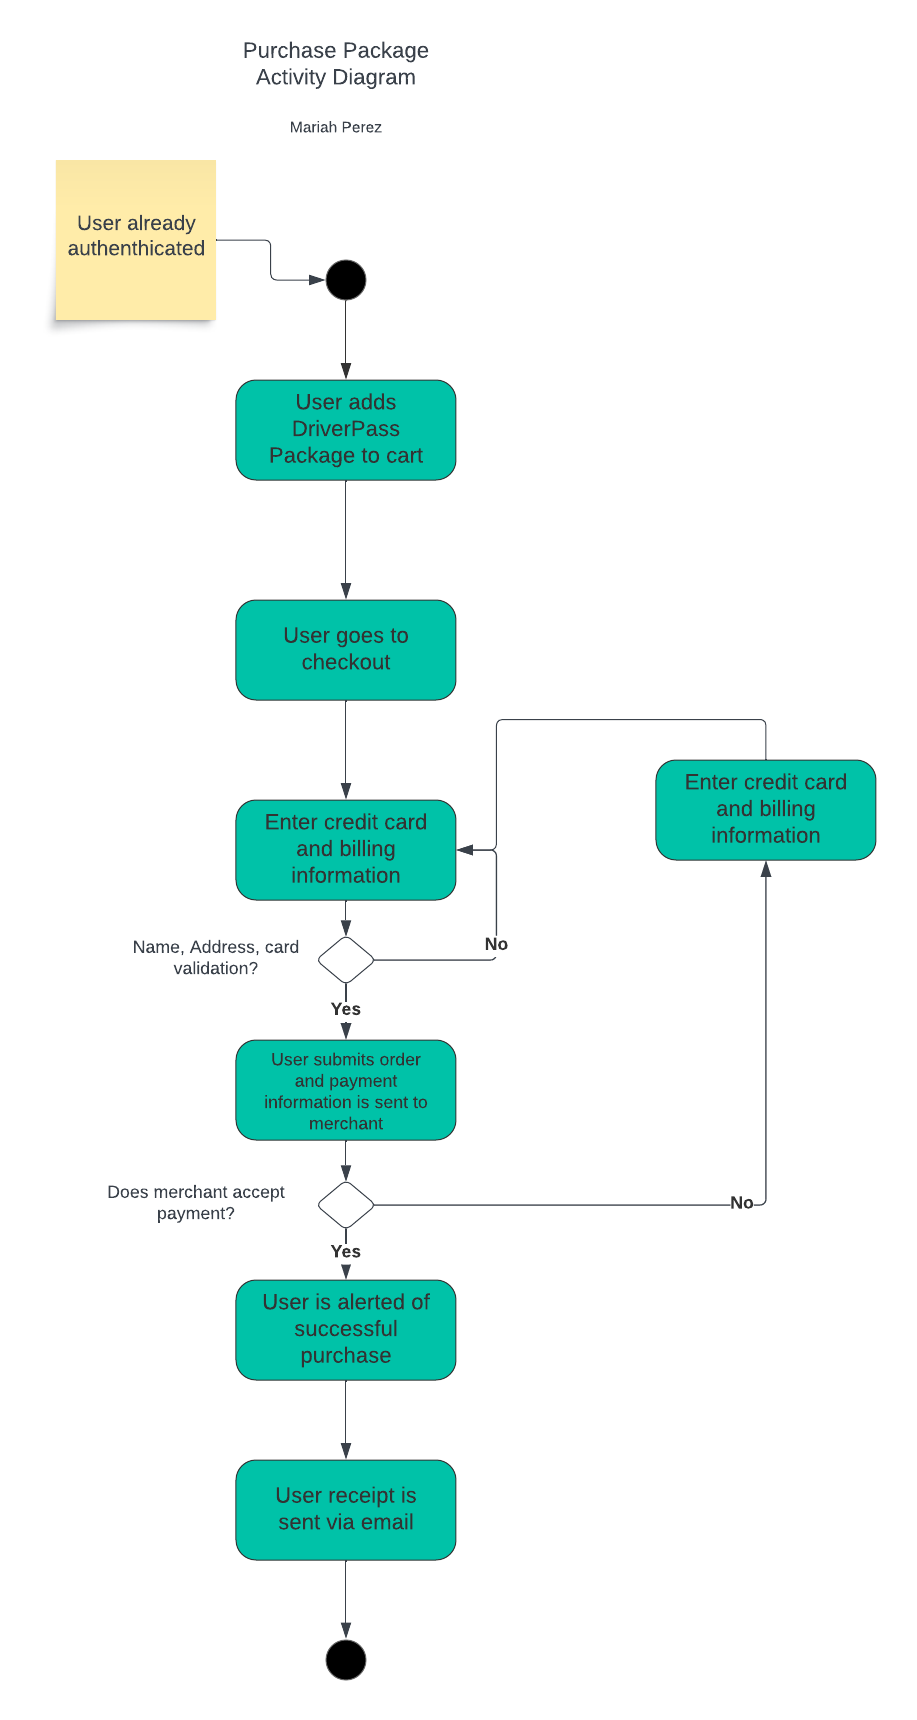 Purchase Package
Activity Diagram
Mariah Perez
User already
authenthicated
User adds
DriverPass
Package to cart
User goes to
checkout
Enter credit card
and billing
information
Enter credit card
and billing
information
Name, Address, card
validation?
No
Yes
User submits order
and payment
information is sent to
merchant
Does merchant accept
payment?
No
Yes
User is alerted of
successful
purchase
User receipt is
sent via email